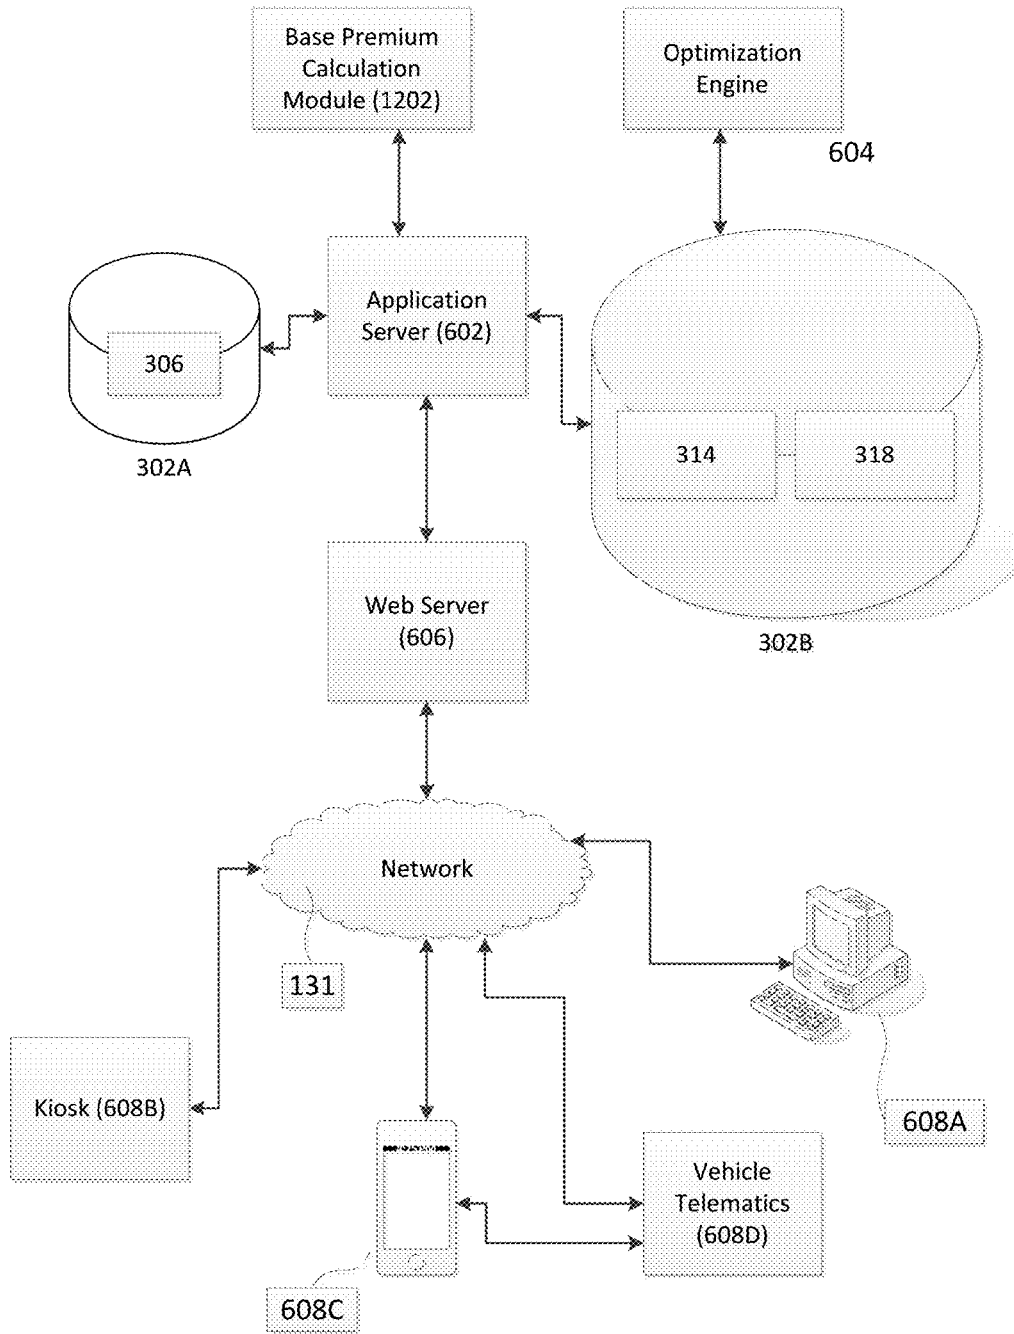 Base Premium
Calculation
Module (1202)
Optimization
Engine
604
Application
Server (602)
306
302A
314
318
302B
Web Server
(606)
Network
131
Kiosk (608B)
608A
Vehicle
Telematics
(608D)
608C